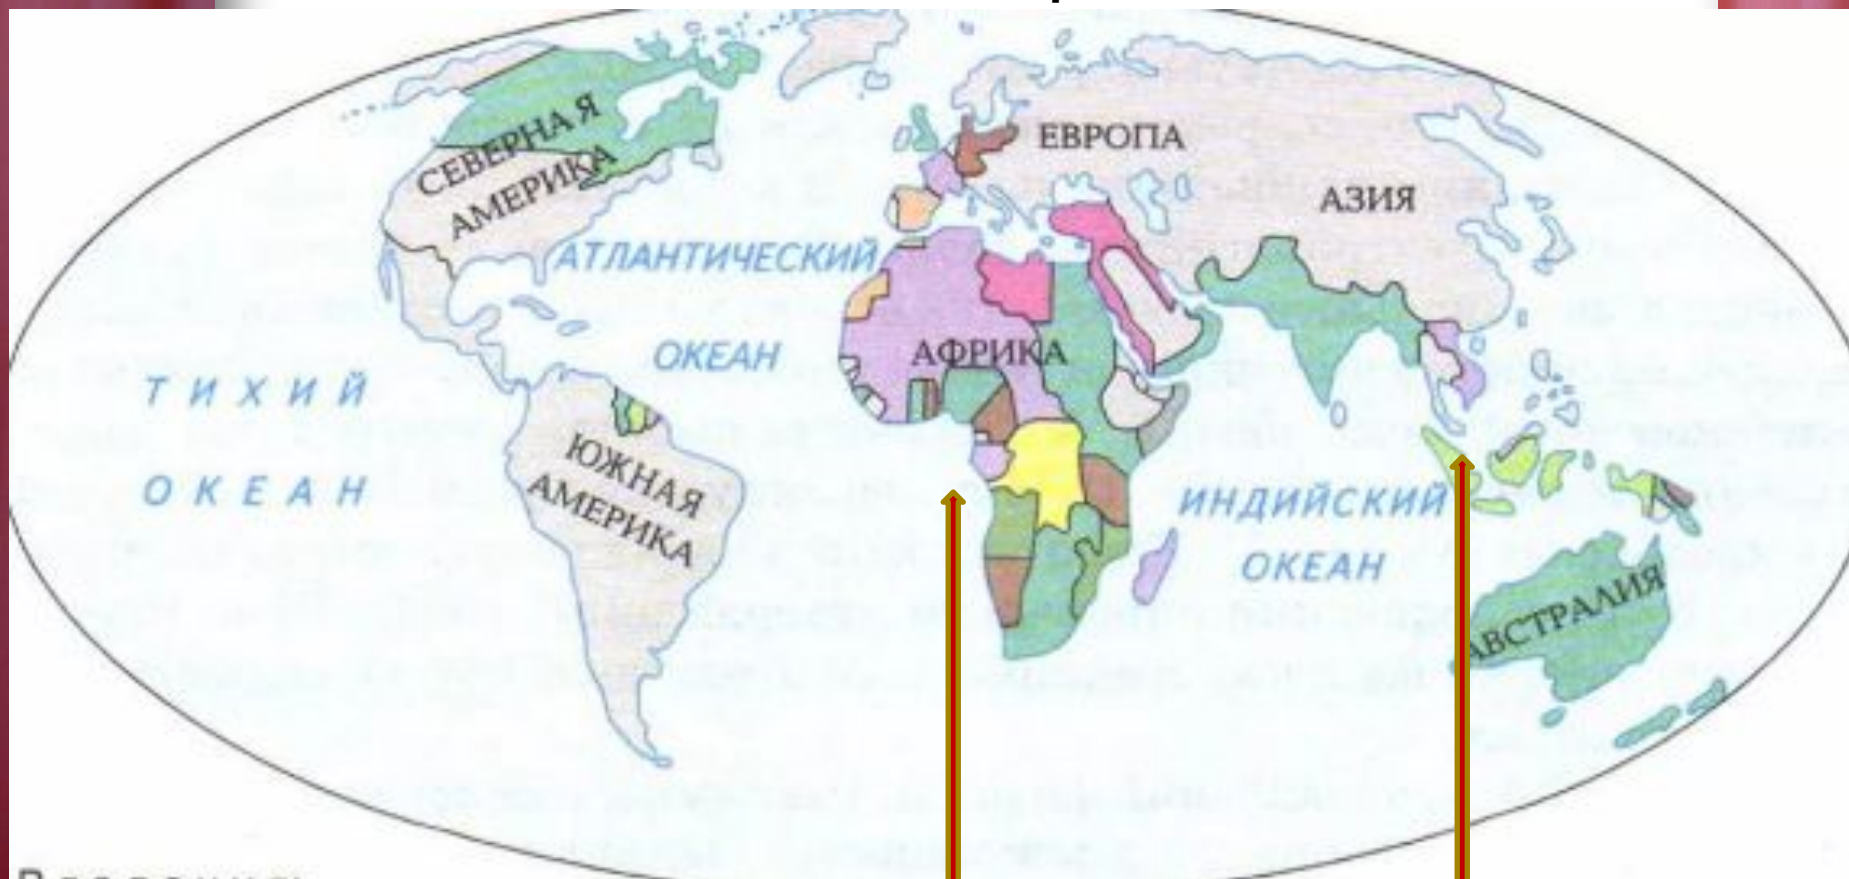 СЕВЕРНАЯ
АМЕРИКА
ЕВРОПА
АЗИЯ
АТЛАНТИЧЕСКИЙ
ОКЕАН
АФРИКА
ТИХИЙ
ОКЕАН
ЮЖНАЯ
АМЕРИКА
ИНДИЙСКИЙ
ОКЕАН
АВСТРАЛИЯ